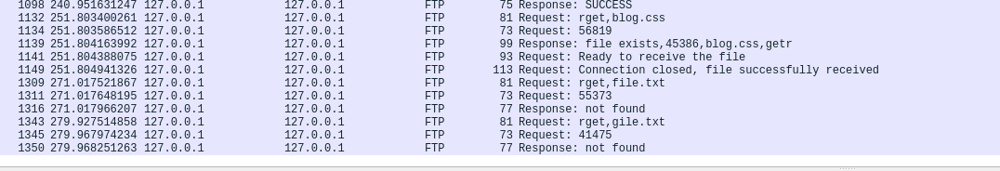 1098 240.951631247 127.0.0.1 127.0.0.1 FTP 75 Response: SUCCESS
1132 251.803400261 127.0.0.1 127.0.0.1 FTP 81 Request: rget,blog.css
1134 251.803586512 127.0.0.1 127.0.0.1 FTP 73 Request: 56819
1139 251.804163992 127.0.0.1 127.0.0.1 FTP 99 Response: file exists,45386,blog.css,getr
1141 251.804388075 127.0.0.1 127.0.0.1 FTP 93 Request: Ready to receive the file
1149 251.804941326 127.0.0.1 127.0.0.1 FTP 113 Request: Connection closed, file successfully received
1309 271.017521867 127.0.0.1 127.0.0.1 FTP 81 Request: rget,file.txt
1311 271.017648195 127.0.0.1 127.0.0.1 FTP 73 Request: 55373
1316 271.017966207 127.0.0.1 127.0.0.1 FTP 77 Response: not found
1343 279.927514858 127.0.0.1 127.0.0.1 FTP 81 Request: rget,gile.txt
1345 279.967974234 127.0.0.1 127.0.0.1 FTP 73 Request: 41475
1350 279.968251263 127.0.0.1 127.0.0.1 FTP 77 Response: not found